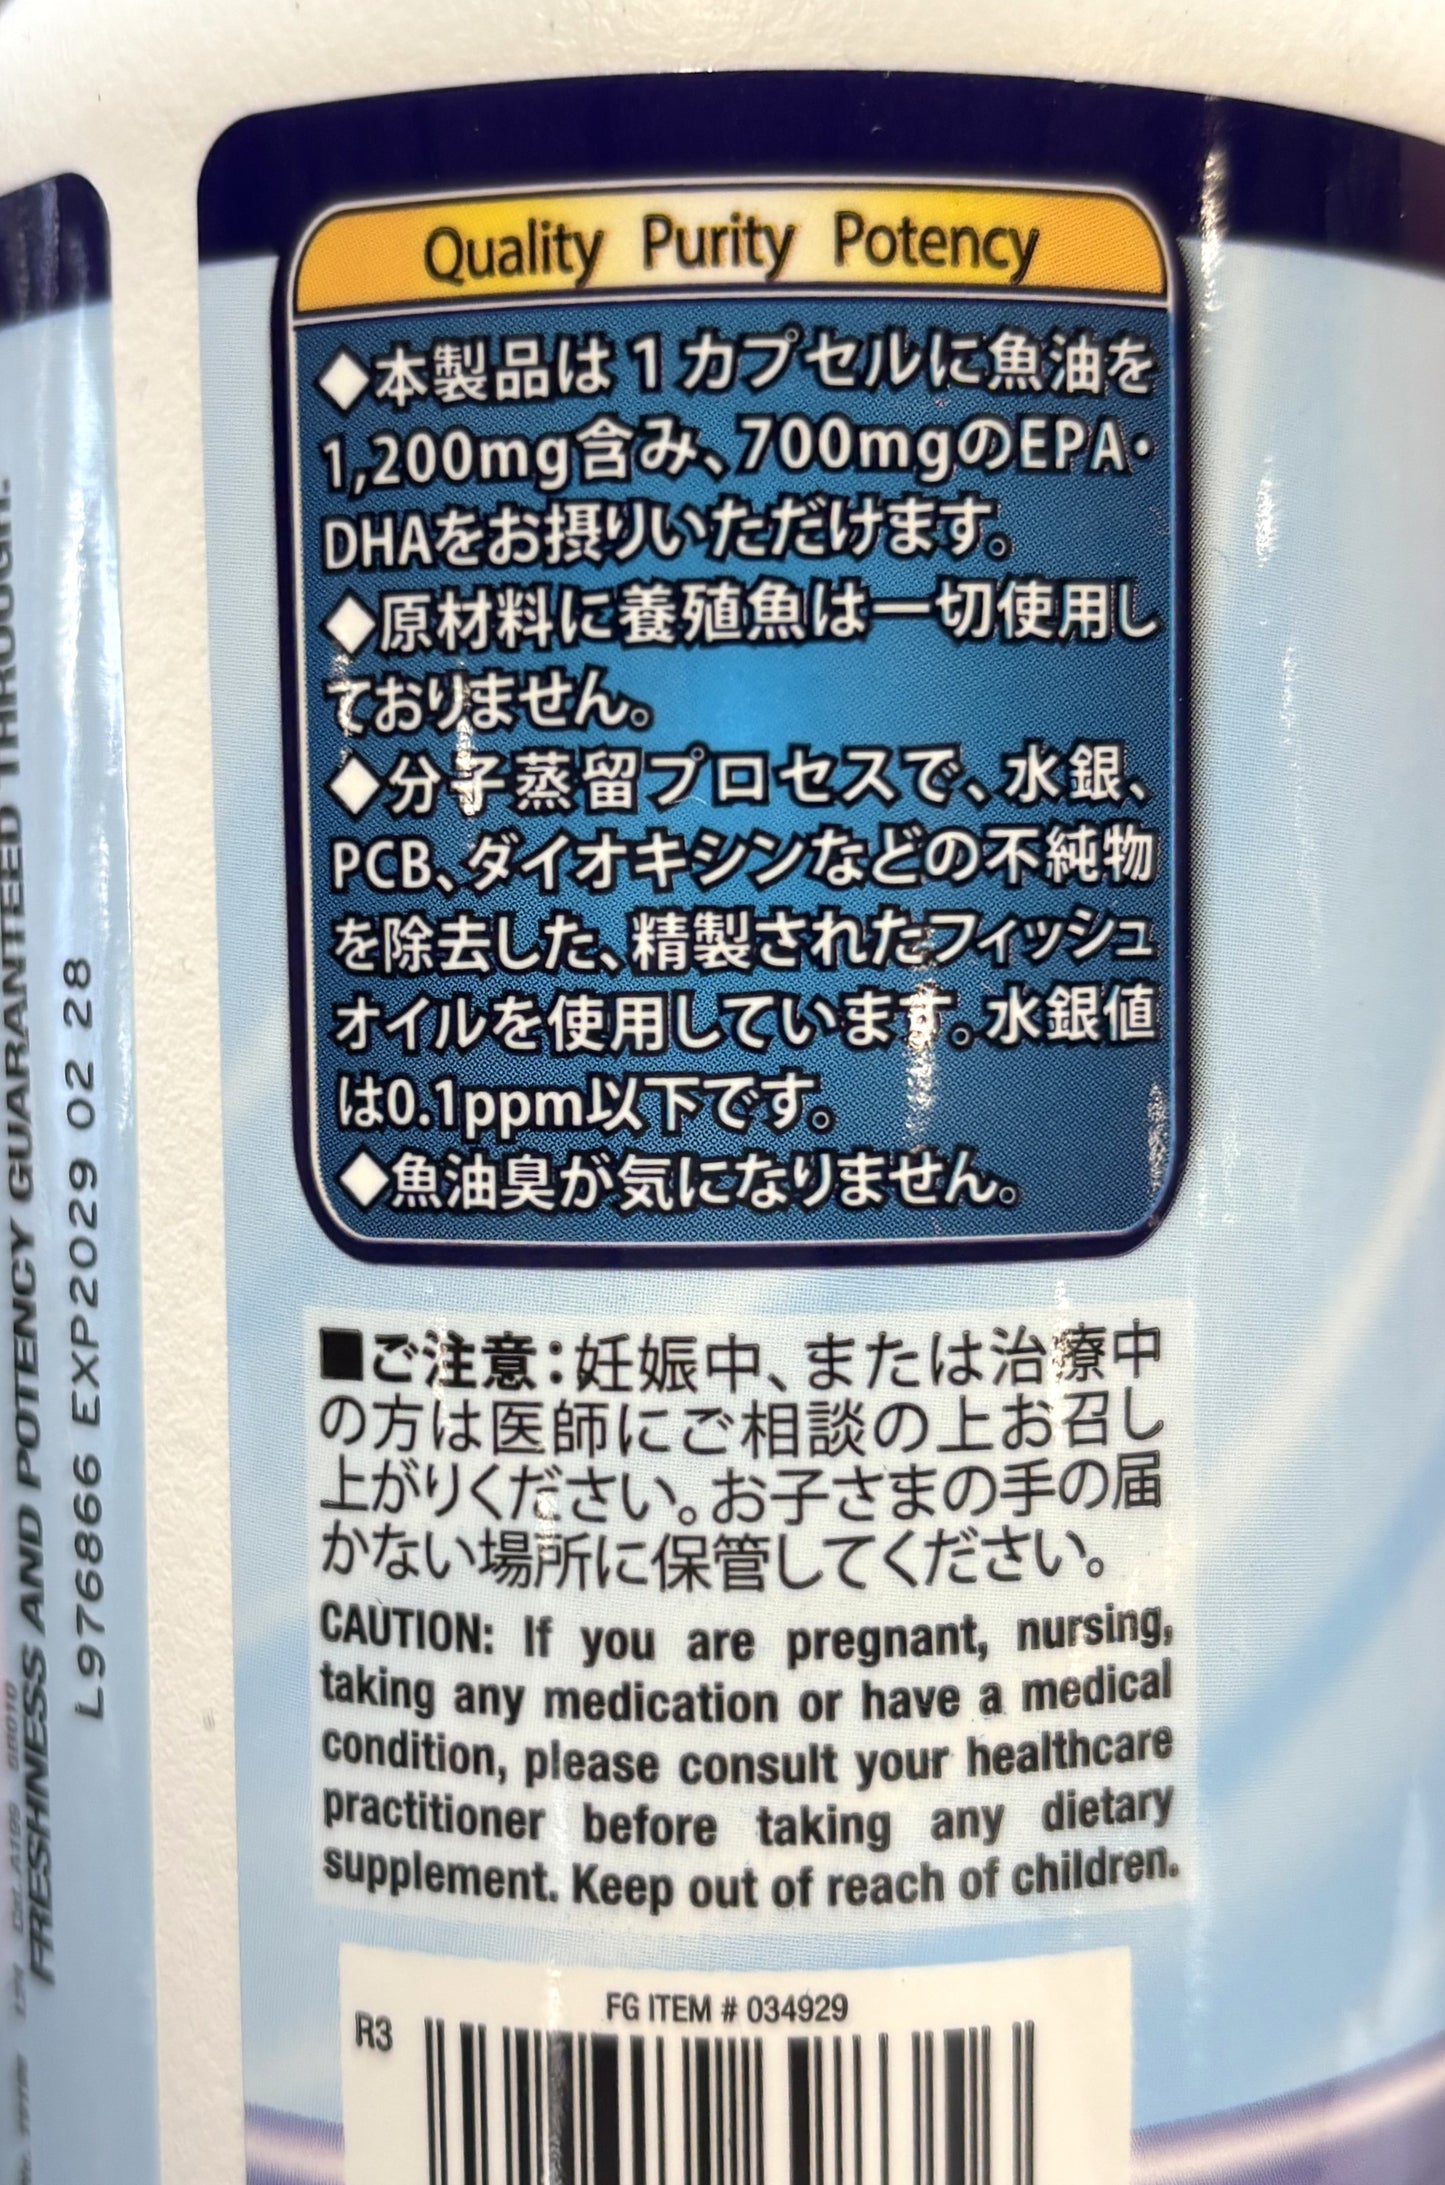 Quality Purity Potency
◆本製品は1カプセルに魚油を
1,200mg含み、700mgのEPA・
DHAをお摂りいただけます。
◆原材料に養殖魚は一切使用し
ておりません。
◆分子蒸留プロセスで、水銀、
PCB、ダイオキシンなどの不純物
を除去した、精製されたフィッシュ
オイルを使用しています。水銀値
は0.1ppm以下です。
◆魚油臭が気になりません。
■ご注意：妊娠中、または治療中
の方は医師にご相談の上お召し
上がりください。お子さまの手の届
かない場所に保管してください。
CAUTION: If you are pregnant, nursing,
taking any medication or have a medical
condition, please consult your healthcare
practitioner before taking any dietary
supplement. Keep out of reach of children.
FG ITEM # 034929
R3
FRESHNESS AND POTENCY GUARANTEED THROUGH:
L976866 EXP2029 02 28